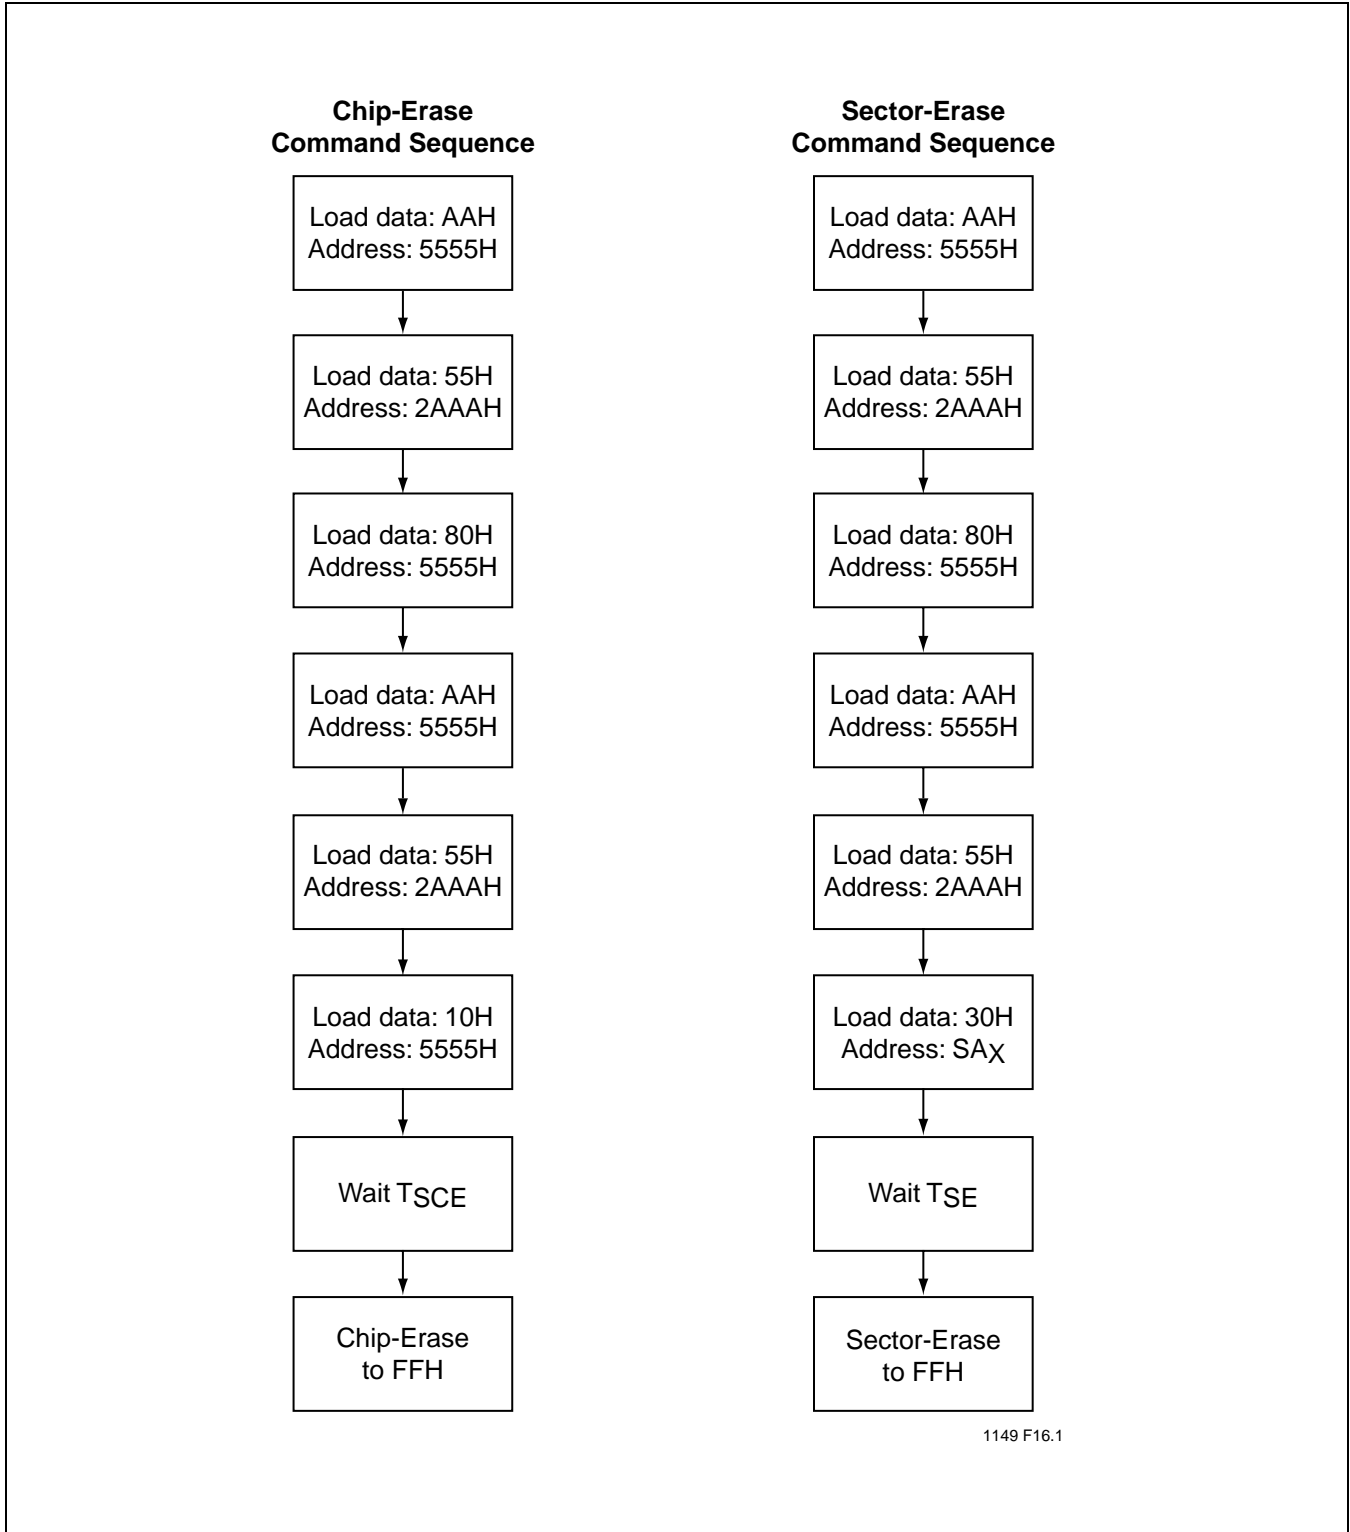 Chip-Erase
Command Sequence
Load data: AAH
Address: 5555H
Load data: 55H
Address: 2AAAH
Load data: 80H
Address: 5555H
Load data: AAH
Address: 5555H
Load data: 55H
Address: 2AAAH
Load data: 10H
Address: 5555H
Wait TSCE
Chip-Erase
to FFH
Sector-Erase
Command Sequence
Load data: AAH
Address: 5555H
Load data: 55H
Address: 2AAAH
Load data: 80H
Address: 5555H
Load data: AAH
Address: 5555H
Load data: 55H
Address: 2AAAH
Load data: 30H
Address: SAX
Wait TSE
Sector-Erase
to FFH
1149 F16.1